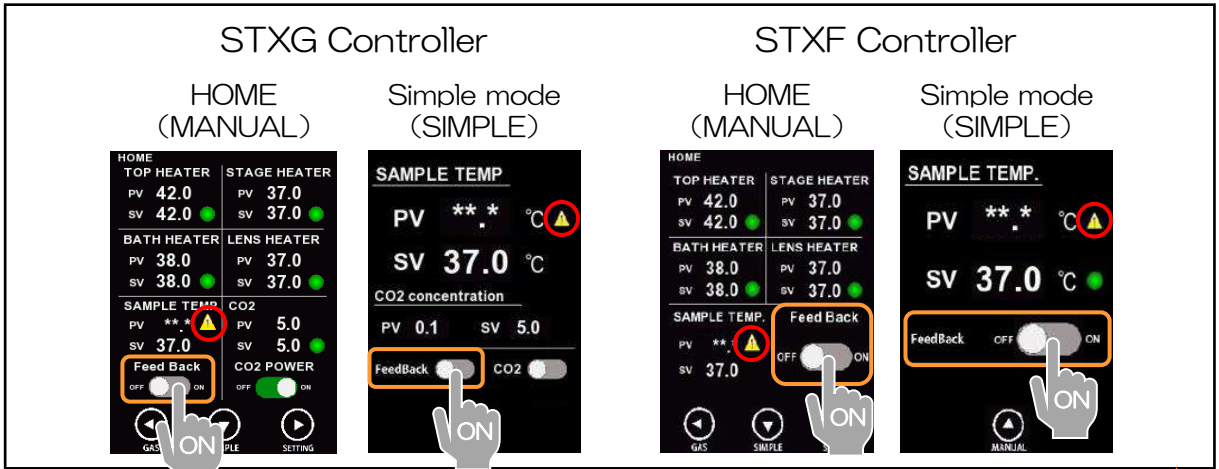 STXG Controller
STXF Controller
HOME
(MANUAL)
Simple mode
(SIMPLE)
HOME
(MANUAL)
Simple mode
(SIMPLE)
HOME
TOP HEATER STAGE HEATER
PV 42.0 PV 37.0
SV 42.0 SV 37.0
BATH HEATER LENS HEATER
PV 38.0 PV 37.0
SV 38.0 SV 37.0
SAMPLE TEMP. CO2
PV **.* PV 5.0
SV 37.0 SV 5.0
Feed Back CO2 POWER
OFF ON OFF ON
SETTING
ON
SAMPLE TEMP
PV **.* ℃
SV 37.0 ℃
CO2 concentration
PV 0.1 SV 5.0
FeedBack CO2
ON
HOME
TOP HEATER STAGE HEATER
PV 42.0 PV 37.0
SV 42.0 SV 37.0
BATH HEATER LENS HEATER
PV 38.0 PV 37.0
SV 38.0 SV 37.0
SAMPLE TEMP. Feed Back
PV **.
OFF ON
SV 37.0
GAS SIMPLE
ON
SAMPLE TEMP.
PV **.* ℃
SV 37.0 ℃
FeedBack OFF ON
ON
MANUAL